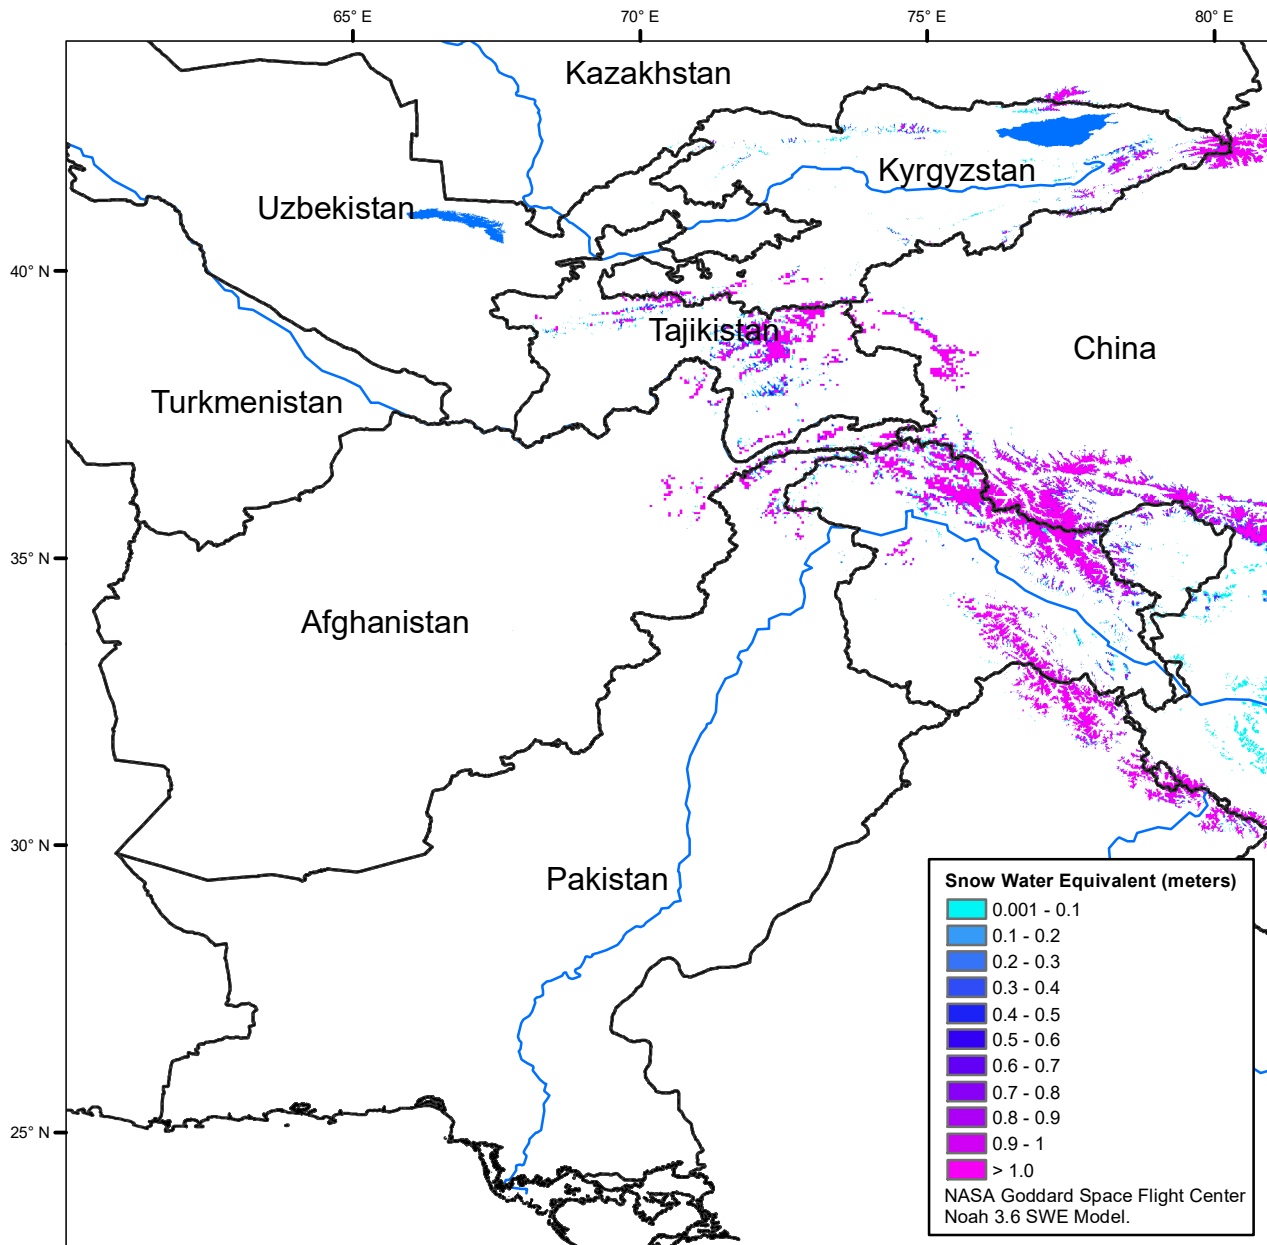 65° E
70° E
75° E
80° E
Kazakhstan
Kyrgyzstan
Uzbekistan
40° N
Tajikistan
China
Turkmenistan
35° N
Afghanistan
30° N
Pakistan
25° N
Snow Water Equivalent (meters)
0.001 - 0.1
0.1 - 0.2
0.2 - 0.3
0.3 - 0.4
0.4 - 0.5
0.5 - 0.6
0.6 - 0.7
0.7 - 0.8
0.8 - 0.9
0.9 - 1
> 1.0
NASA Goddard Space Flight Center
Noah 3.6 SWE Model.